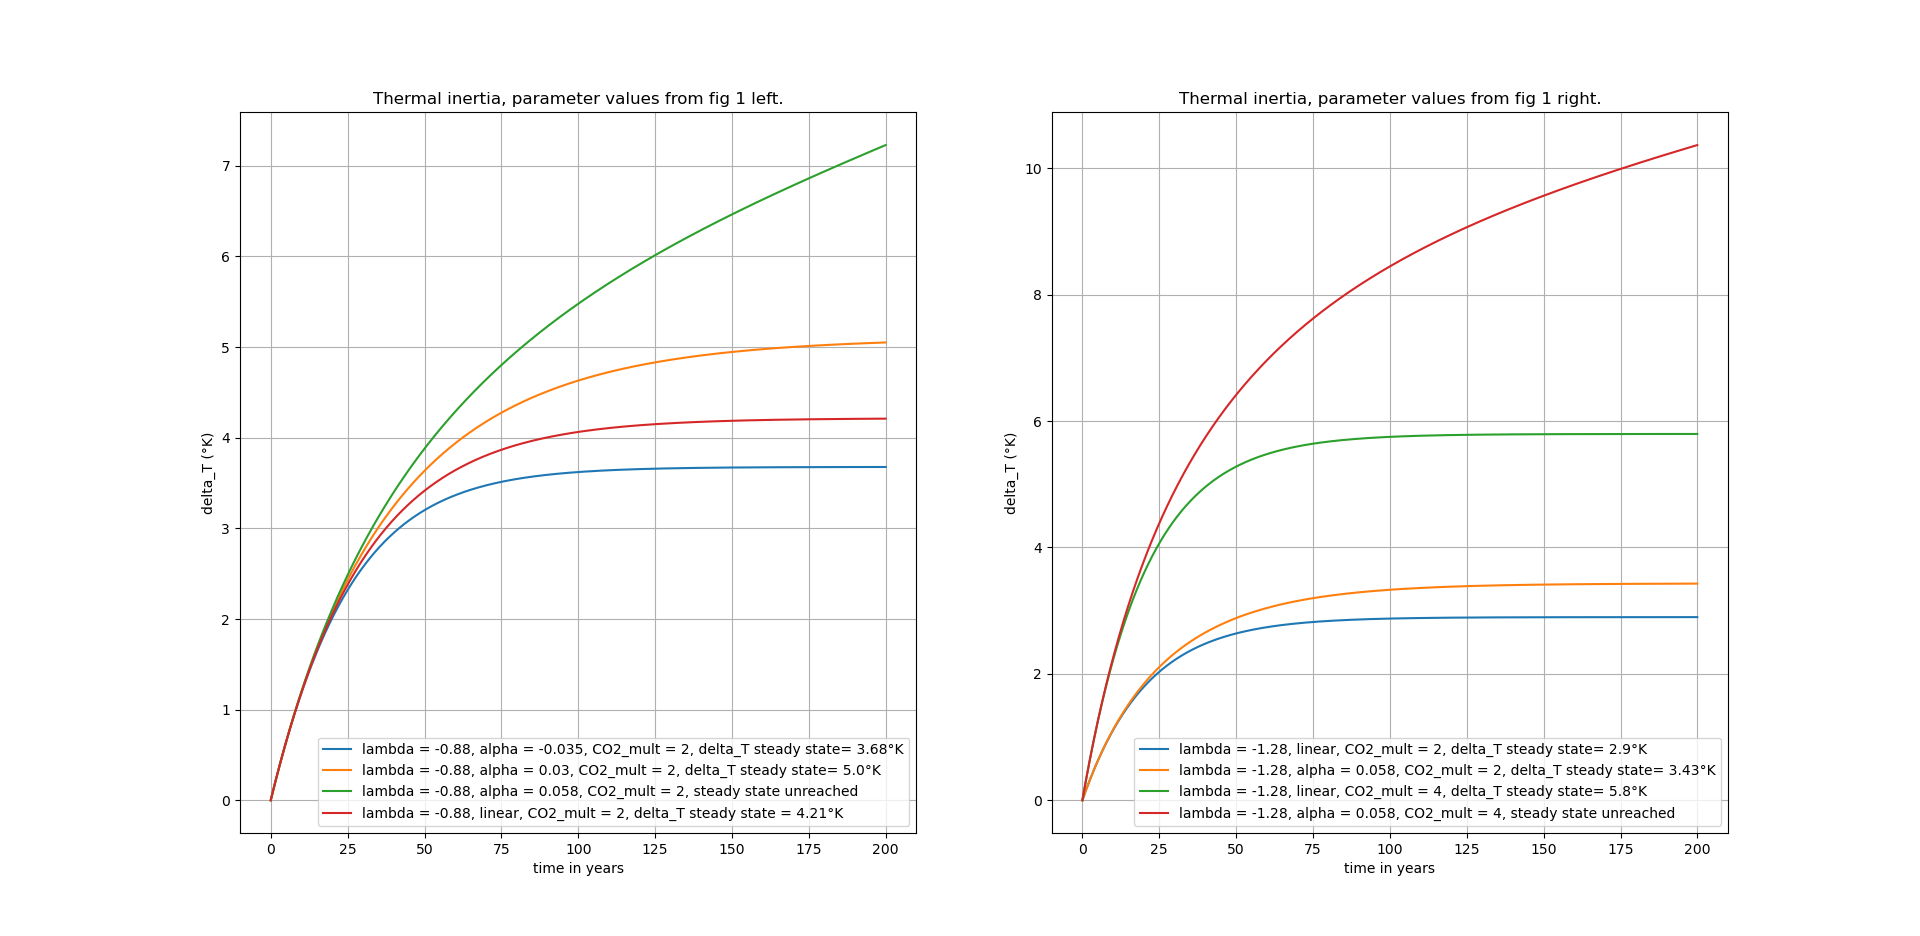 Thermal inertia, parameter values from fig 1 left.
delta_T (°K)
7
6
5
4
3
2
1
0
lambda = -0.88, alpha = -0.035, CO2_mult = 2, delta_T steady state= 3.68°K
lambda = -0.88, alpha = 0.03, CO2_mult = 2, delta_T steady state= 5.0°K
lambda = -0.88, alpha = 0.058, CO2_mult = 2, steady state unreached
lambda = -0.88, linear, CO2_mult = 2, delta_T steady state = 4.21°K
0 25 50 75 100 125 150 175 200
time in years
Thermal inertia, parameter values from fig 1 right.
delta_T (°K)
10
8
6
4
2
0
lambda = -1.28, linear, CO2_mult = 2, delta_T steady state= 2.9°K
lambda = -1.28, alpha = 0.058, CO2_mult = 2, delta_T steady state= 3.43°K
lambda = -1.28, linear, CO2_mult = 4, delta_T steady state= 5.8°K
lambda = -1.28, alpha = 0.058, CO2_mult = 4, steady state unreached
0 25 50 75 100 125 150 175 200
time in years